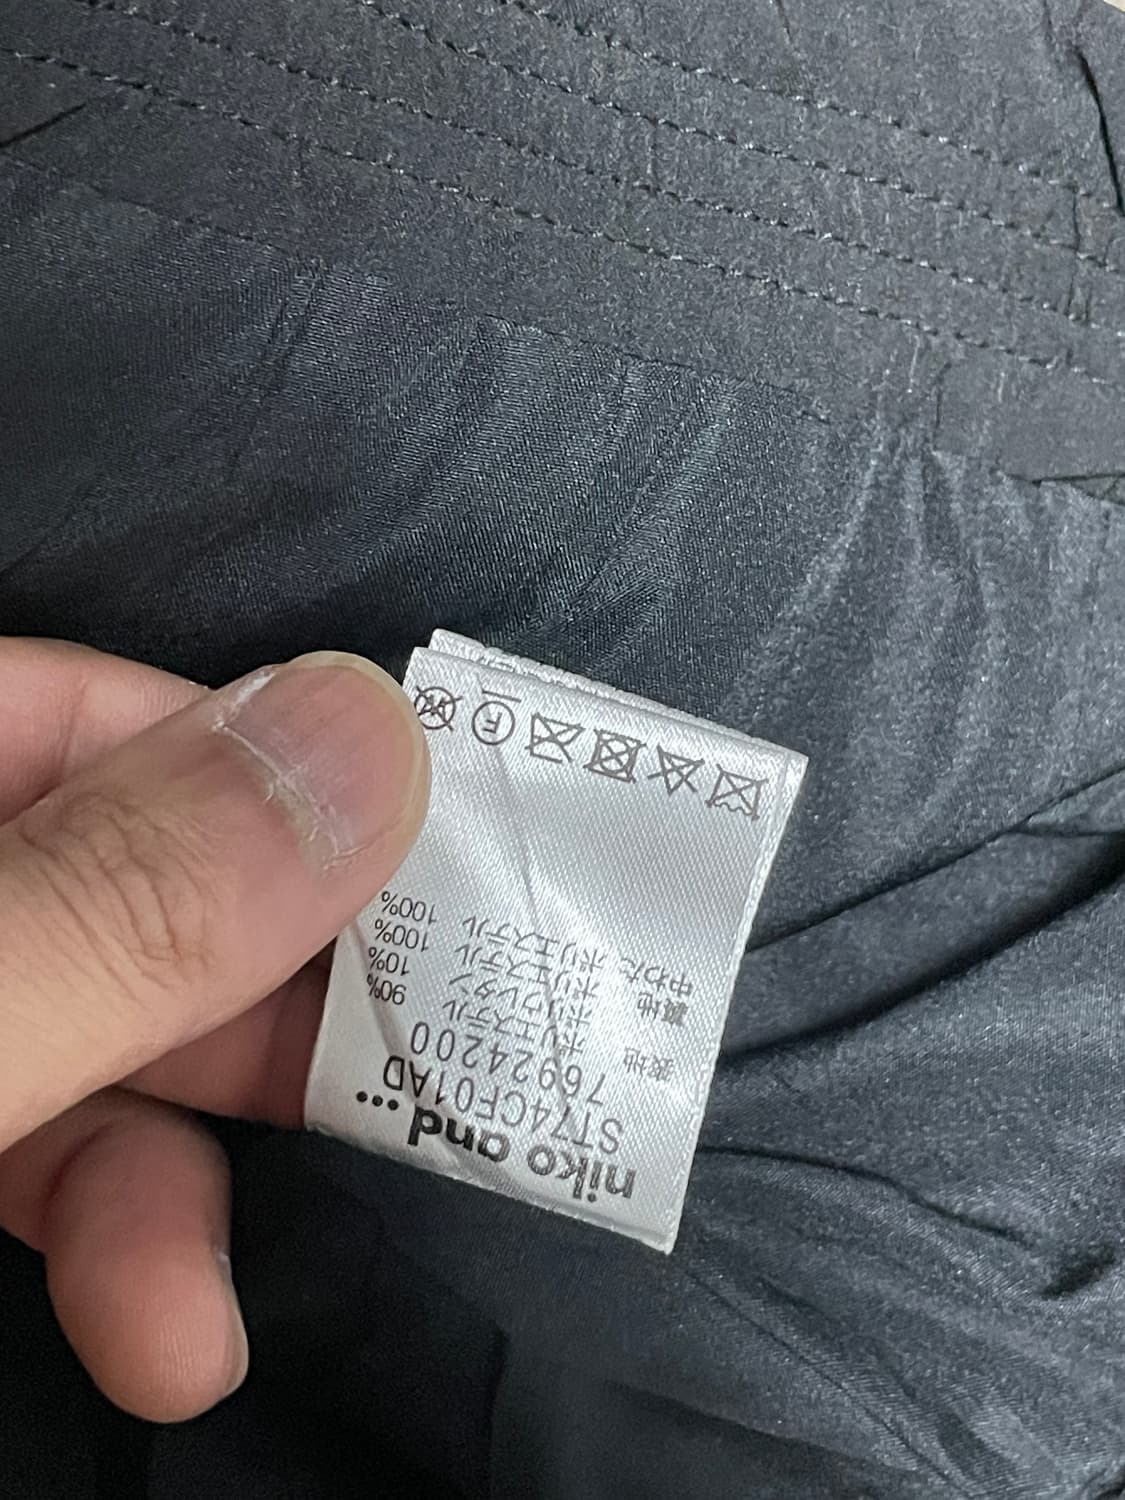 niko and ...
ST74CF01AD
76924200
表地 ポリエステル 90%
ポリウレタン 10%
裏地 ポリエステル 100%
中わた ポリエステル 100%
F